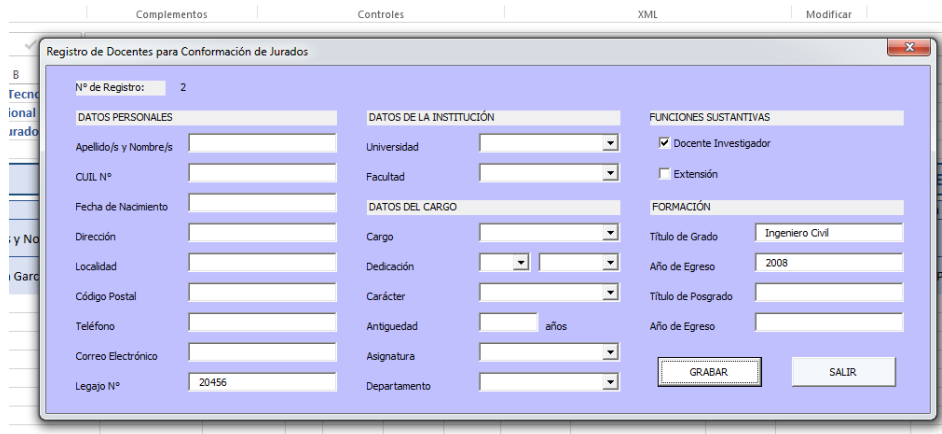 Complementos
Controles
XML
Modificar
Registro de Docentes para Conformación de Jurados
B
Nº de Registro: 2
DATOS PERSONALES
Apellido/s y Nombre/s
CUIL Nº
Fecha de Nacimiento
Dirección
Localidad
Código Postal
Teléfono
Correo Electrónico
Legajo Nº 20456
DATOS DE LA INSTITUCIÓN
Universidad
Facultad
DATOS DEL CARGO
Cargo
Dedicación
Carácter
Antiguedad años
Asignatura
Departamento
FUNCIONES SUSTANTIVAS
Docente Investigador
Extensión
FORMACIÓN
Título de Grado Ingeniero Civil
Año de Egreso 2008
Título de Posgrado
Año de Egreso
GRABAR SALIR